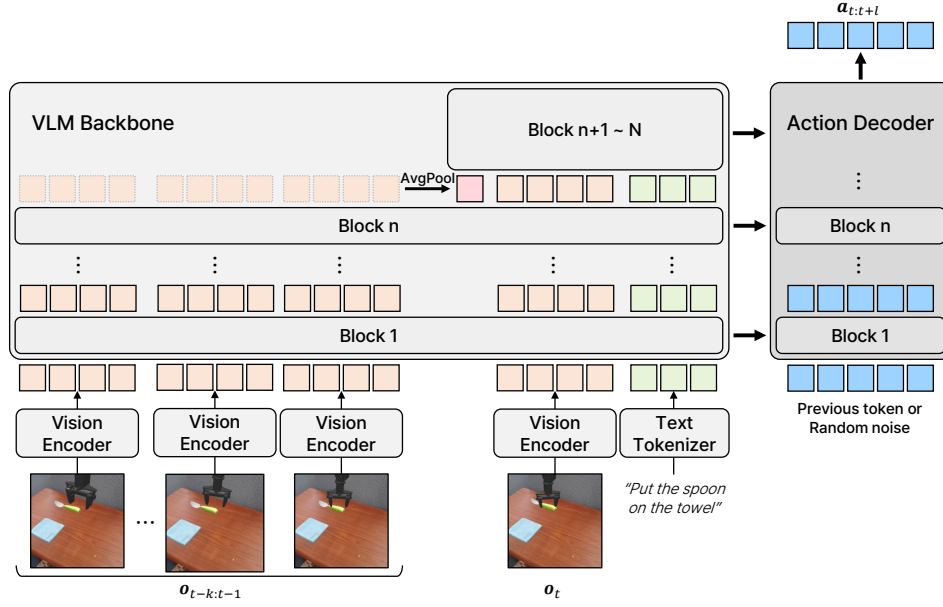 a_{t:t+l}
VLM Backbone
Block n+1 ~ N
Action Decoder
AvgPool
⋮
Block n
Block n
⋮ ⋮ ⋮ ⋮ ⋮ ⋮
Block 1
Block 1
Vision
Encoder
Vision
Encoder
Vision
Encoder
Vision
Encoder
Text
Tokenizer
Previous token or
Random noise
...
“Put the spoon
on the towel”
o_{t−k:t−1}
o_t